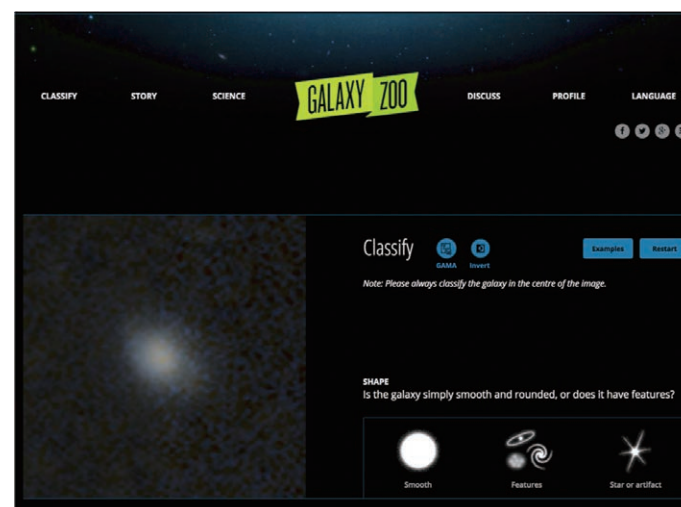 CLASSIFY STORY SCIENCE GALAXY ZOO DISCUSS PROFILE LANGUAGE
Classify
GAMA Invert
Examples Restart
Note: Please always classify the galaxy in the centre of the image.
SHAPE
Is the galaxy simply smooth and rounded, or does it have features?
Smooth Features Star or artifact